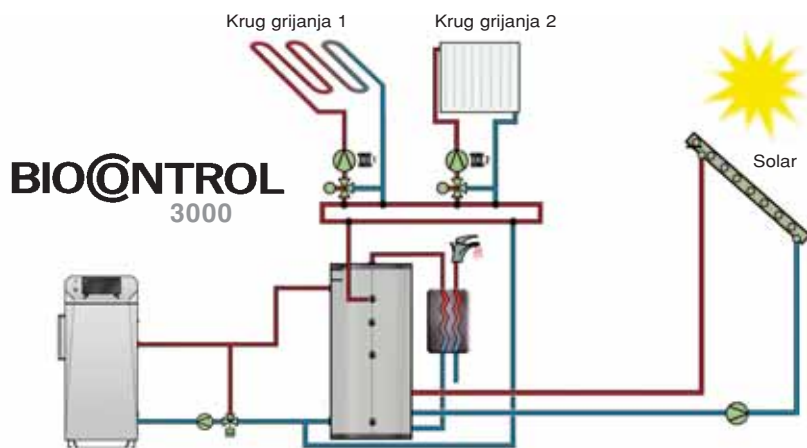 Krug grijanja 1
Krug grijanja 2
BIOCONTROL
3000
Solar